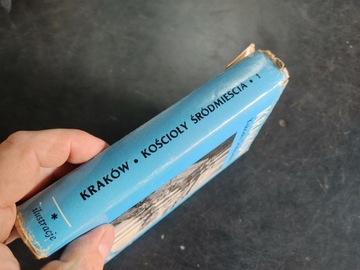 KRAKÓW • KOŚCIOŁY ŚRÓDMIEŚCIA • 1
*
ilustracje